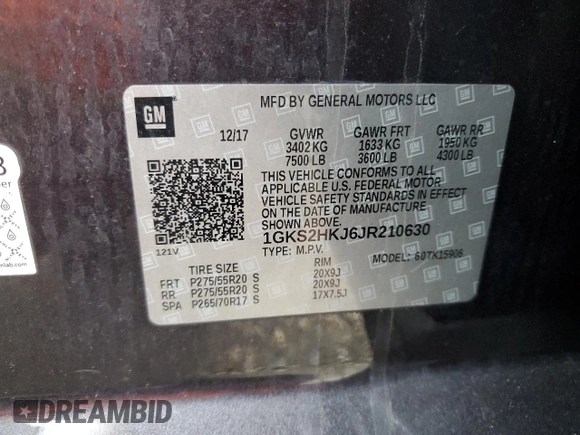 GM
MFD BY GENERAL MOTORS LLC
12/17 GVWR GAWR FRT GAWR RR
3402 KG 1633 KG 1950 KG
7500 LB 3600 LB 4300 LB
THIS VEHICLE CONFORMS TO ALL
APPLICABLE U.S. FEDERAL MOTOR
VEHICLE SAFETY STANDARDS IN EFFECT
ON THE DATE OF MANUFACTURE
SHOWN ABOVE.
1GKS2HKJ6JR210630
TYPE: M.P.V. MODEL: 60TK15906
121V
TIRE SIZE RIM
FRT P275/55R20 S 20X9J
RR P275/55R20 S 20X9J
SPA P265/70R17 S 17X7.5J
DREAMBID